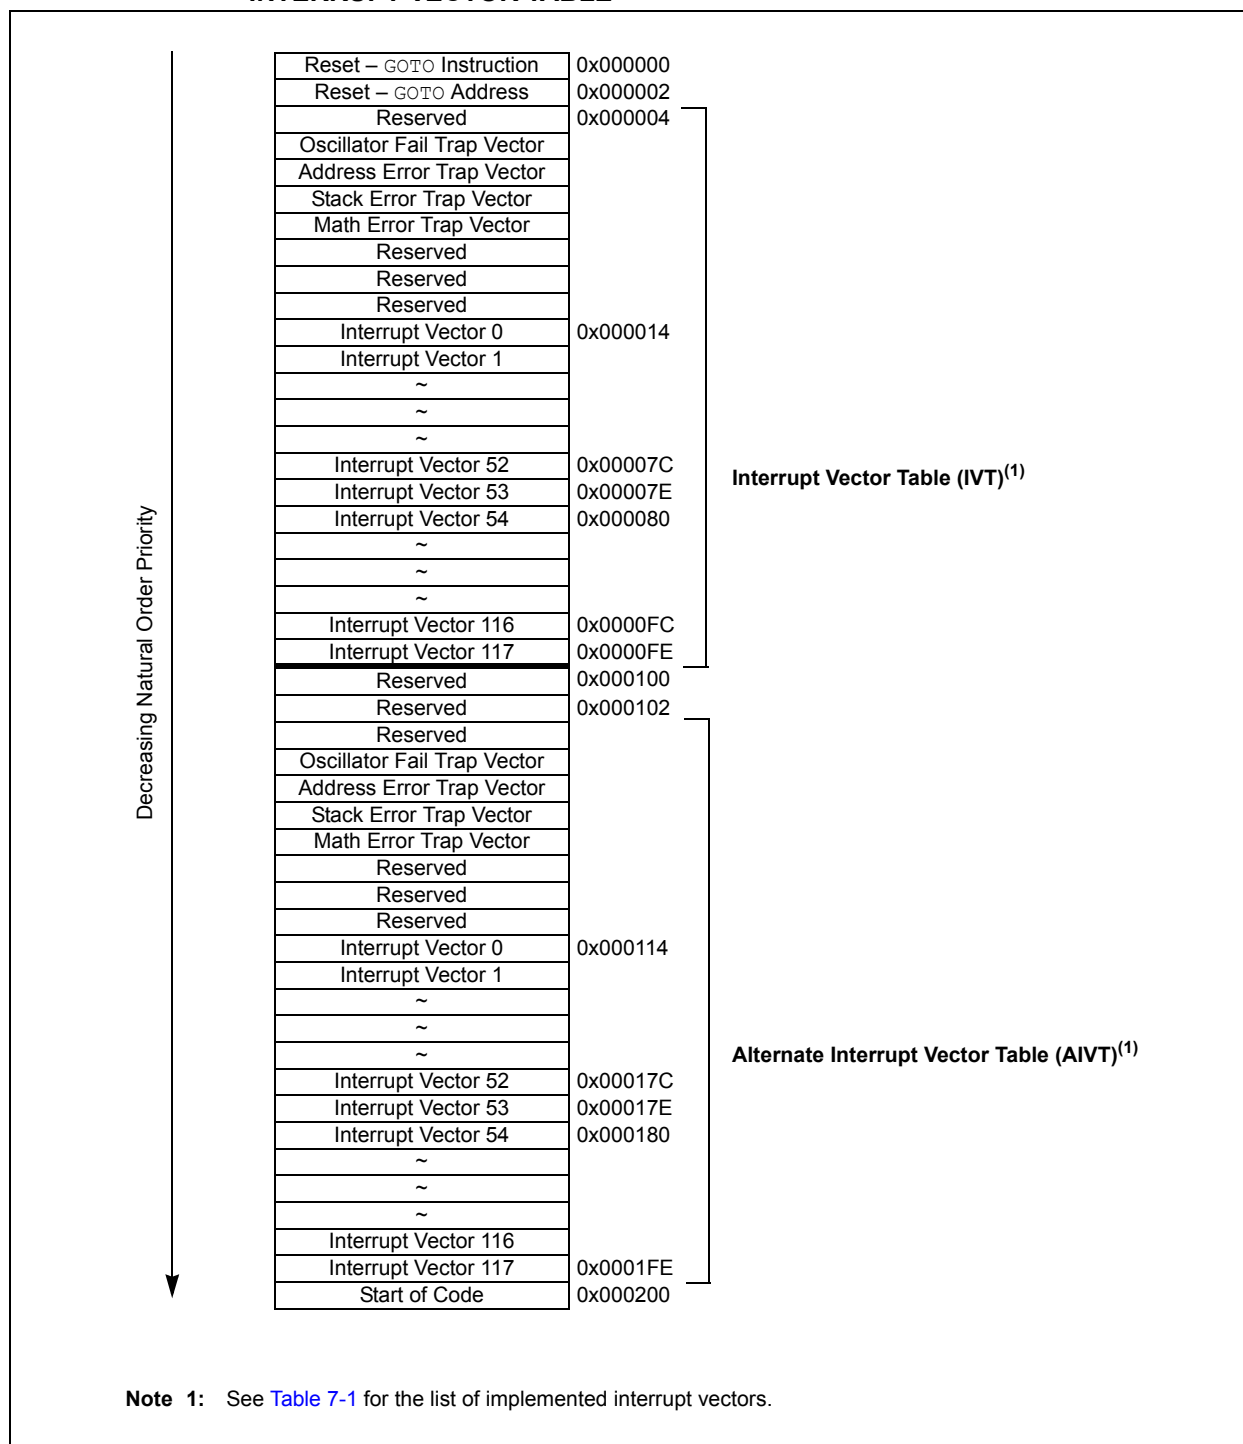 INTERRUPT VECTOR TABLE
Reset – GOTO Instruction 0x000000
Reset – GOTO Address 0x000002
Reserved 0x000004
Oscillator Fail Trap Vector
Address Error Trap Vector
Stack Error Trap Vector
Math Error Trap Vector
Reserved
Reserved
Reserved
Interrupt Vector 0 0x000014
Interrupt Vector 1
~
~
~
Interrupt Vector 52 0x00007C
Interrupt Vector Table (IVT)(1)
Interrupt Vector 53 0x00007E
Interrupt Vector 54 0x000080
~
~
~
Interrupt Vector 116 0x0000FC
Interrupt Vector 117 0x0000FE
Decreasing Natural Order Priority
Reserved 0x000100
Reserved 0x000102
Reserved
Oscillator Fail Trap Vector
Address Error Trap Vector
Stack Error Trap Vector
Math Error Trap Vector
Reserved
Reserved
Reserved
Interrupt Vector 0 0x000114
Interrupt Vector 1
~
~
~
Alternate Interrupt Vector Table (AIVT)(1)
Interrupt Vector 52 0x00017C
Interrupt Vector 53 0x00017E
Interrupt Vector 54 0x000180
~
~
~
Interrupt Vector 116
Interrupt Vector 117 0x0001FE
Start of Code 0x000200
Note 1: See Table 7-1 for the list of implemented interrupt vectors.